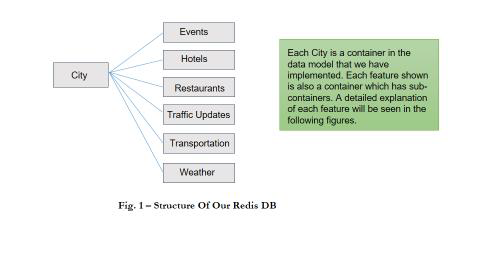 City
Events
Hotels
Restaurants
Traffic Updates
Transportation
Weather
Each City is a container in the
data model that we have
implemented. Each feature shown
is also a container which has sub-
containers. A detailed explanation
of each feature will be seen in the
following figures.
Fig. 1 – Structure Of Our Redis DB